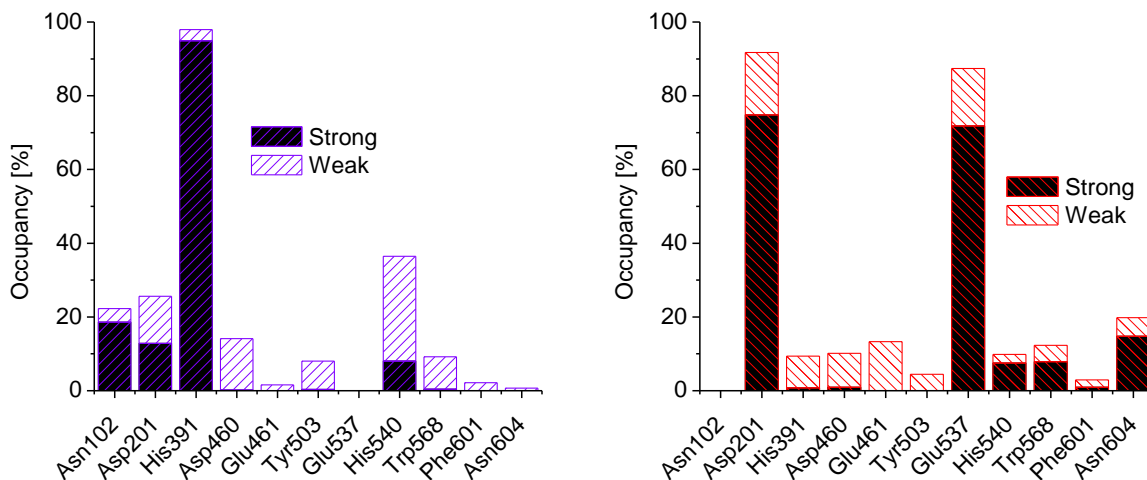 Occupancy [%]
100
80
60
40
20
0
Strong
Weak
Asn102
Asp201
His391
Asp460
Glu461
Tyr503
Glu537
His540
Trp568
Phe601
Asn604
Occupancy [%]
100
80
60
40
20
0
Strong
Weak
Asn102
Asp201
His391
Asp460
Glu461
Tyr503
Glu537
His540
Trp568
Phe601
Asn604